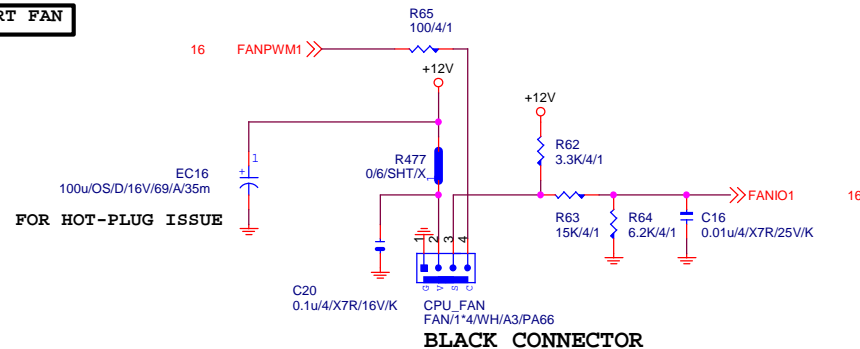 RT FAN
R65
100/4/1
16 FANPWM1
+12V
+12V
R62
3.3K/4/1
EC16
100u/OS/D/16V/69/A/35m
1
+
R477
0/6/SHT/X
1
FANIO1 16
FOR HOT-PLUG ISSUE
R63
15K/4/1
R64
6.2K/4/1
C16
0.01u/4/X7R/25V/K
1 2 3 4
G V S C
C20
0.1u/4/X7R/16V/K
CPU_FAN
FAN/1*4/WH/A3/PA66
BLACK CONNECTOR